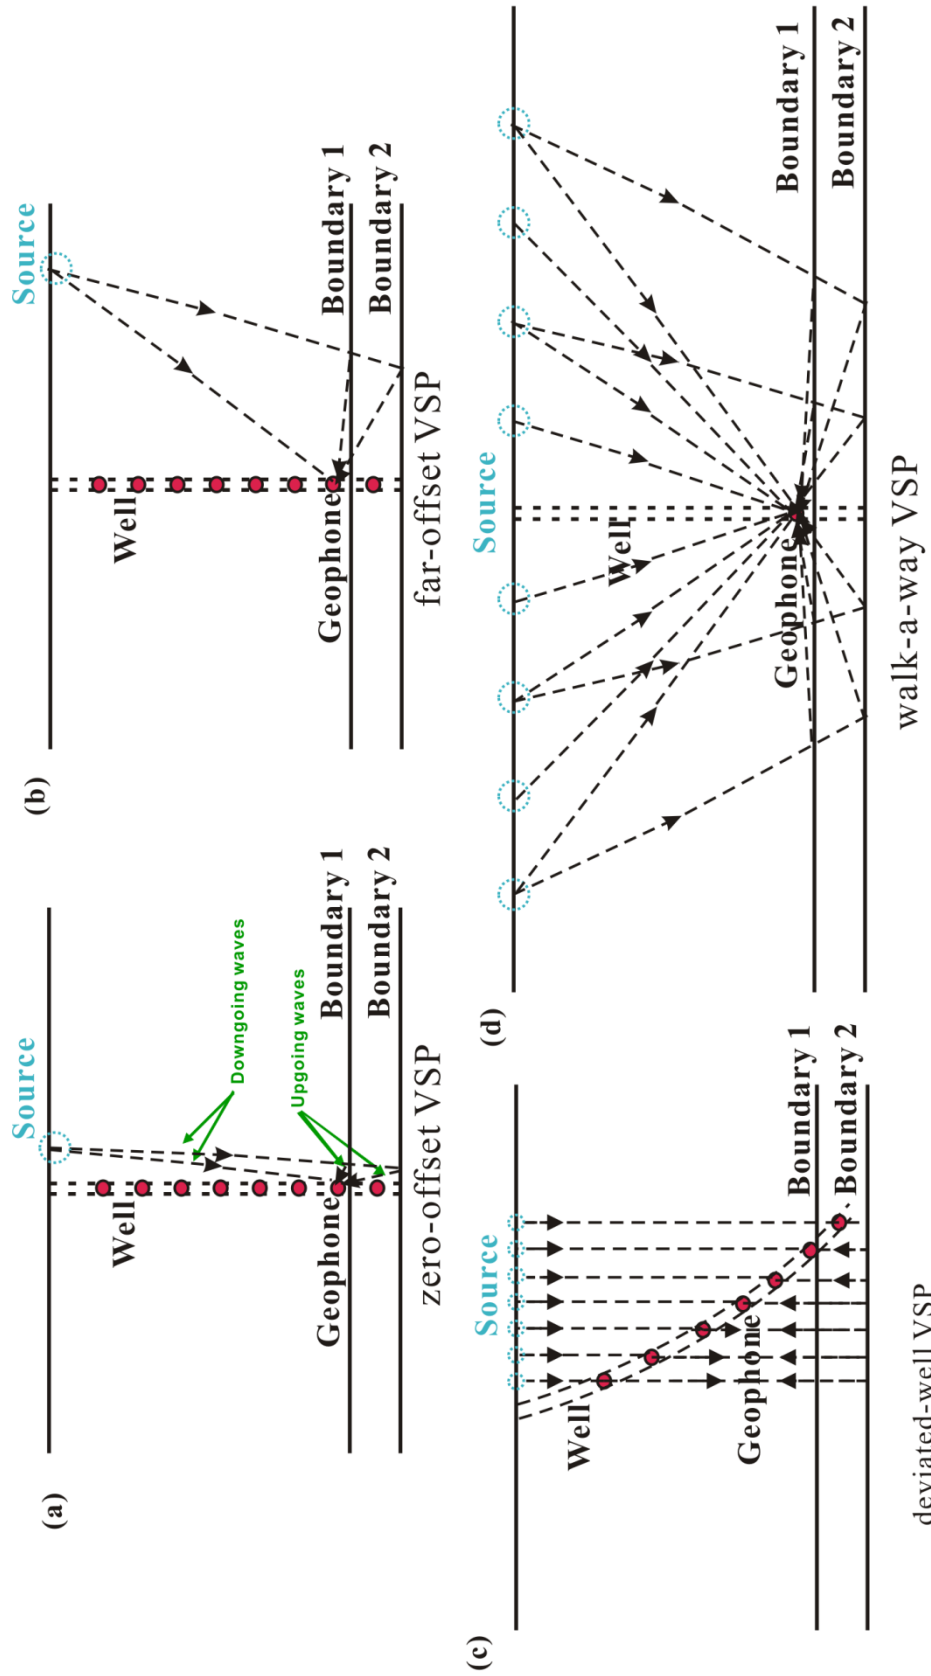 (a)
Source
Downgoing waves
Well
Upgoing waves
Geophone
Boundary 1
Boundary 2
zero-offset VSP
(b)
Source
Well
Geophone
Boundary 1
Boundary 2
far-offset VSP
(c)
Source
Well
Geophone
Boundary 1
Boundary 2
deviated-well VSP
(d)
Source
Well
Geophone
Boundary 1
Boundary 2
walk-a-way VSP